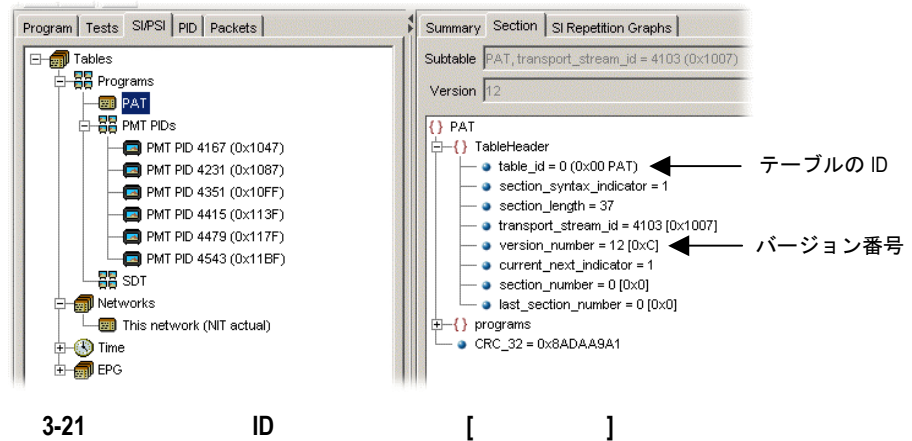 Program Tests SI/PSI PID Packets
Tables
Programs
PAT
PMT PIDs
PMT PID 4167 (0x1047)
PMT PID 4231 (0x1087)
PMT PID 4351 (0x10FF)
PMT PID 4415 (0x113F)
PMT PID 4479 (0x117F)
PMT PID 4543 (0x11BF)
SDT
Networks
This network (NIT actual)
Time
EPG
Summary Section SI Repetition Graphs
Subtable PAT, transport_stream_id = 4103 (0x1007)
Version 12
{} PAT
{} TableHeader
table_id = 0 (0x00 PAT)
テーブルの ID
section_syntax_indicator = 1
section_length = 37
transport_stream_id = 4103 [0x1007]
version_number = 12 [0xC]
バージョン番号
current_next_indicator = 1
section_number = 0 [0x0]
last_section_number = 0 [0x0]
{} programs
CRC_32 = 0x8ADAA9A1
3-21 ID [ ]